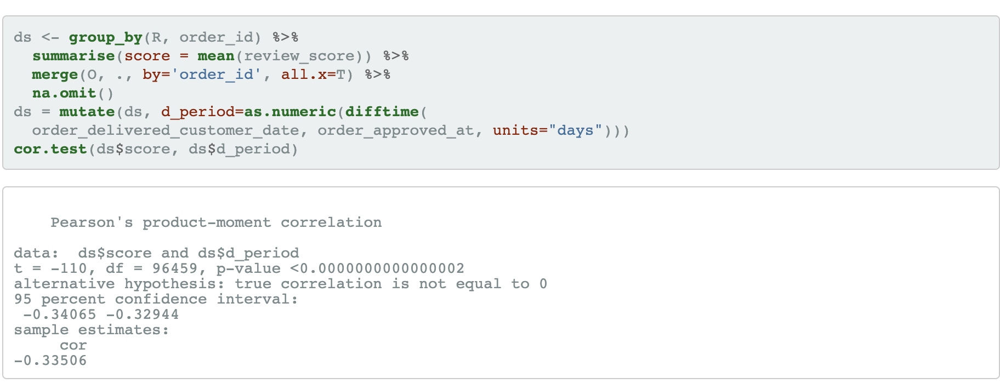 ds <- group_by(R, order_id) %>%
  summarise(score = mean(review_score)) %>%
  merge(O, ., by='order_id', all.x=T) %>%
  na.omit()
ds = mutate(ds, d_period=as.numeric(difftime(
  order_delivered_customer_date, order_approved_at, units="days")))
cor.test(ds$score, ds$d_period)
    Pearson's product-moment correlation
data:  ds$score and ds$d_period
t = -110, df = 96459, p-value <0.0000000000000002
alternative hypothesis: true correlation is not equal to 0
95 percent confidence interval:
 -0.34065 -0.32944
sample estimates:
     cor
-0.33506